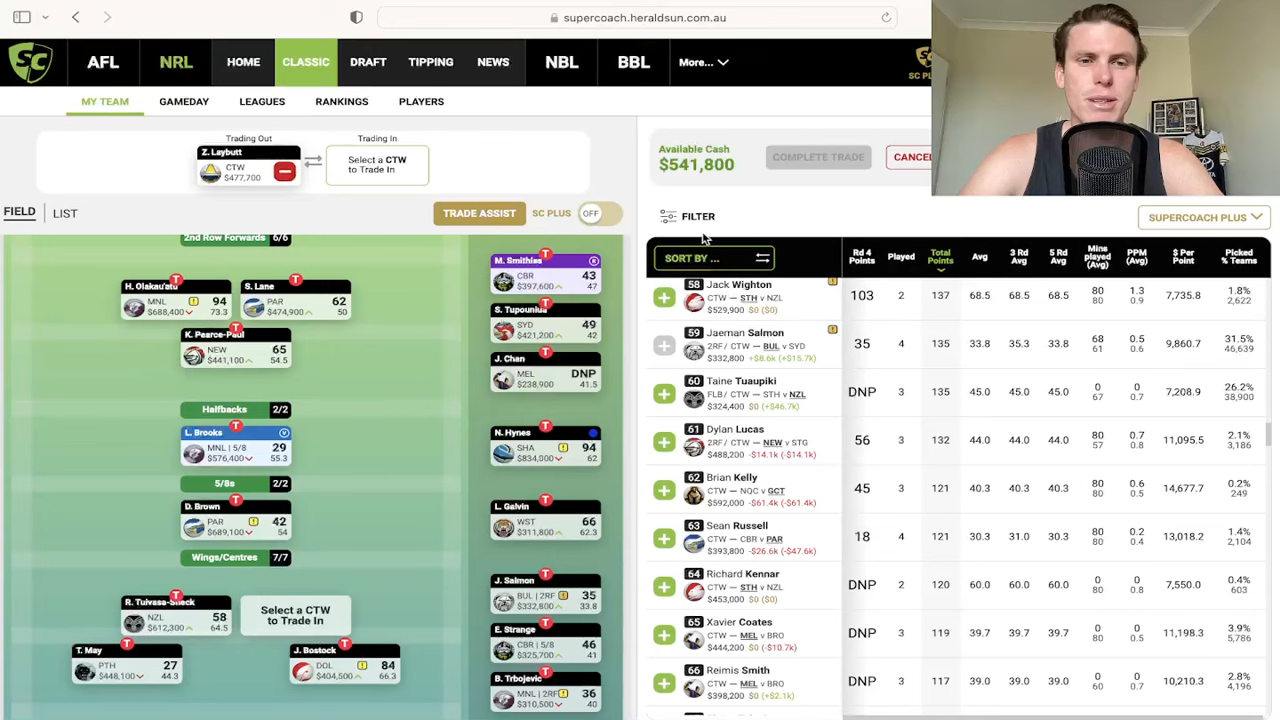 supercoach.heraldsun.com.au
SC AFL NRL HOME CLASSIC DRAFT TIPPING NEWS NBL BBL More...
SC PLUS
MY TEAM GAMEDAY LEAGUES RANKINGS PLAYERS
Trading Out Trading In
Z. Laybutt
CTW
$477,700
Select a CTW
to Trade In
Available Cash
$541,800
COMPLETE TRADE
CANCEL
FIELD LIST
TRADE ASSIST SC PLUS OFF
FILTER
SUPERCOACH PLUS
SORT BY ...
Rd 4 Points Played Total Points Avg 3 Rd Avg 5 Rd Avg Mins played (Avg) PPM (Avg) $ Per Point Picked % Teams
2nd Row Forwards 6/6
T
H. Olakau'atu
MNL 94
$688,400 73.3
T
S. Lane
PAR 62
$474,900 50
T
K. Pearce-Paul
NEW 65
$441,100 54.5
Halfbacks 2/2
T
L. Brooks
MNL | 5/8 29
$576,400 55.3
5/8s 2/2
T
D. Brown
PAR 42
$689,100 54
Wings/Centres 7/7
T
R. Tuivasa-Sheck
NZL 58
$612,300 64.5
Select a CTW
to Trade In
T
T. May
PTH 27
$448,100 44.3
T
J. Bostock
DOL 84
$404,500 66.3
T
M. Smithies R
CBR 43
$397,600 47
T
S. Tupouniua
SYD 49
$421,200 42
T
J. Chan
MEL DNP
$238,900 41.5
T
N. Hynes
SHA 94
$834,000 62
T
L. Galvin
WST 66
$311,800 62.3
T
J. Salmon
BUL | 2RF 35
$332,800 33.8
T
E. Strange
CBR | 5/8 46
$325,700 41
T
B. Trbojevic
MNL | 2RF 36
$310,500 40
58 Jack Wighton
CTW — STH v NZL
$529,900 $0 ($0)
103 2 137 68.5 68.5 68.5 80 80 1.3 0.9 7,735.8 1.8% 2,622
59 Jaeman Salmon
2RF/ CTW — BUL v SYD
$332,800 +$8.6k (+$15.7k)
35 4 135 33.8 35.3 33.8 68 61 0.5 0.6 9,860.7 31.5% 46,639
60 Taine Tuaupiki
FLB/ CTW — STH v NZL
$324,400 $0 (+$46.7k)
DNP 3 135 45.0 45.0 45.0 0 67 0 0.7 7,208.9 26.2% 38,900
61 Dylan Lucas
2RF / CTW — NEW v STG
$488,200 -$14.1k (-$14.1k)
56 3 132 44.0 44.0 44.0 80 57 0.7 0.8 11,095.5 2.1% 3,186
62 Brian Kelly
CTW — NQC v GCT
$592,000 -$61.4k (-$61.4k)
45 3 121 40.3 40.3 40.3 80 80 0.6 0.5 14,677.7 0.2% 249
63 Sean Russell
CTW — CBR v PAR
$393,800 -$26.6k (-$47.6k)
18 4 121 30.3 31.0 30.3 80 80 0.2 0.4 13,018.2 1.4% 2,104
64 Richard Kennar
CTW — STH v NZL
$453,000 $0 ($0)
DNP 2 120 60.0 60.0 60.0 0 80 0 0.8 7,550.0 0.4% 603
65 Xavier Coates
CTW — MEL v BRO
$444,200 $0 (-$10.7k)
DNP 3 119 39.7 39.7 39.7 0 80 0 0.5 11,198.3 3.9% 5,786
66 Reimis Smith
CTW — MEL v BRO
$398,200 $0 (+$2.1k)
DNP 3 117 39.0 39.0 39.0 0 60 0 0.7 10,210.3 2.8% 4,196